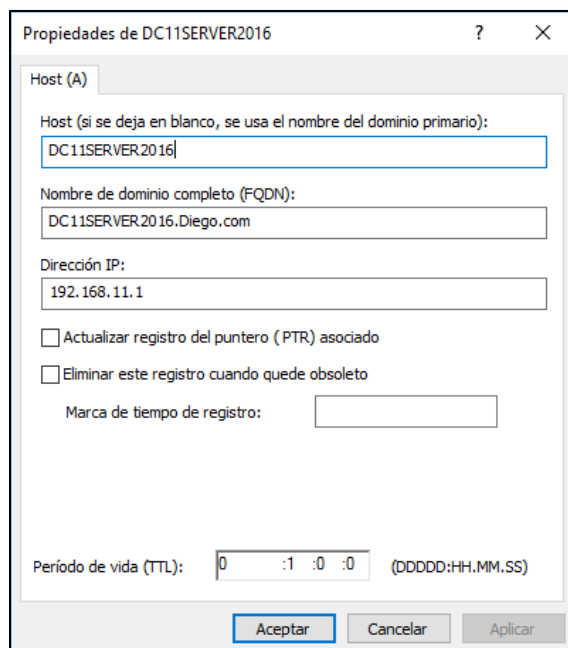 Propiedades de DC11SERVER2016 ? ×
Host (A)
Host (si se deja en blanco, se usa el nombre del dominio primario):
DC11SERVER2016
Nombre de dominio completo (FQDN):
DC11SERVER2016.Diego.com
Dirección IP:
192.168.11.1
Actualizar registro del puntero ( PTR) asociado
Eliminar este registro cuando quede obsoleto
Marca de tiempo de registro:
Período de vida (TTL): 0 :1 :0 :0 (DDDDD:HH.MM.SS)
Aceptar Cancelar Aplicar